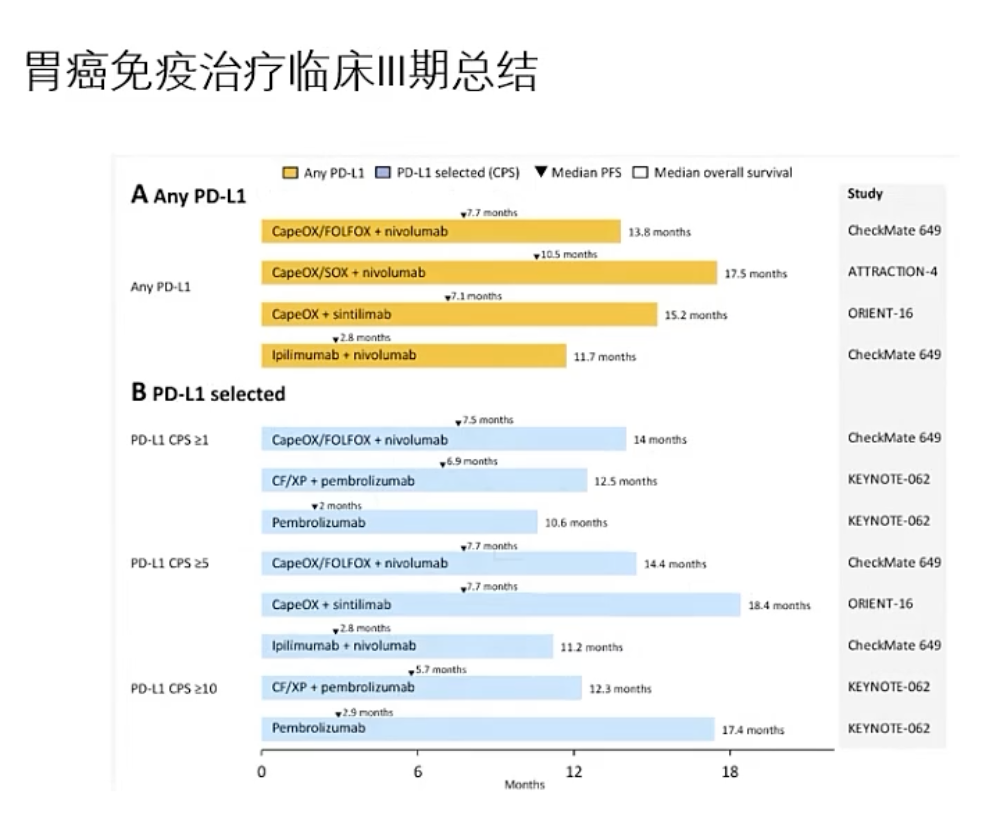 胃癌免疫治疗临床III期总结
Any PD-L1 PD-L1 selected (CPS) Median PFS Median overall survival
A Any PD-L1
Study
7.7 months
CapeOX/FOLFOX + nivolumab 13.8 months CheckMate 649
10.5 months
CapeOX/SOX + nivolumab 17.5 months ATTRACTION-4
Any PD-L1
7.1 months
CapeOX + sintilimab 15.2 months ORIENT-16
2.8 months
Ipilimumab + nivolumab 11.7 months CheckMate 649
B PD-L1 selected
7.5 months
PD-L1 CPS ≥1 CapeOX/FOLFOX + nivolumab 14 months CheckMate 649
6.9 months
CF/XP + pembrolizumab 12.5 months KEYNOTE-062
2 months
Pembrolizumab 10.6 months KEYNOTE-062
7.7 months
PD-L1 CPS ≥5 CapeOX/FOLFOX + nivolumab 14.4 months CheckMate 649
7.7 months
CapeOX + sintilimab 18.4 months ORIENT-16
2.8 months
Ipilimumab + nivolumab 11.2 months CheckMate 649
5.7 months
PD-L1 CPS ≥10 CF/XP + pembrolizumab 12.3 months KEYNOTE-062
2.9 months
Pembrolizumab 17.4 months KEYNOTE-062
0 6 12 18
Months